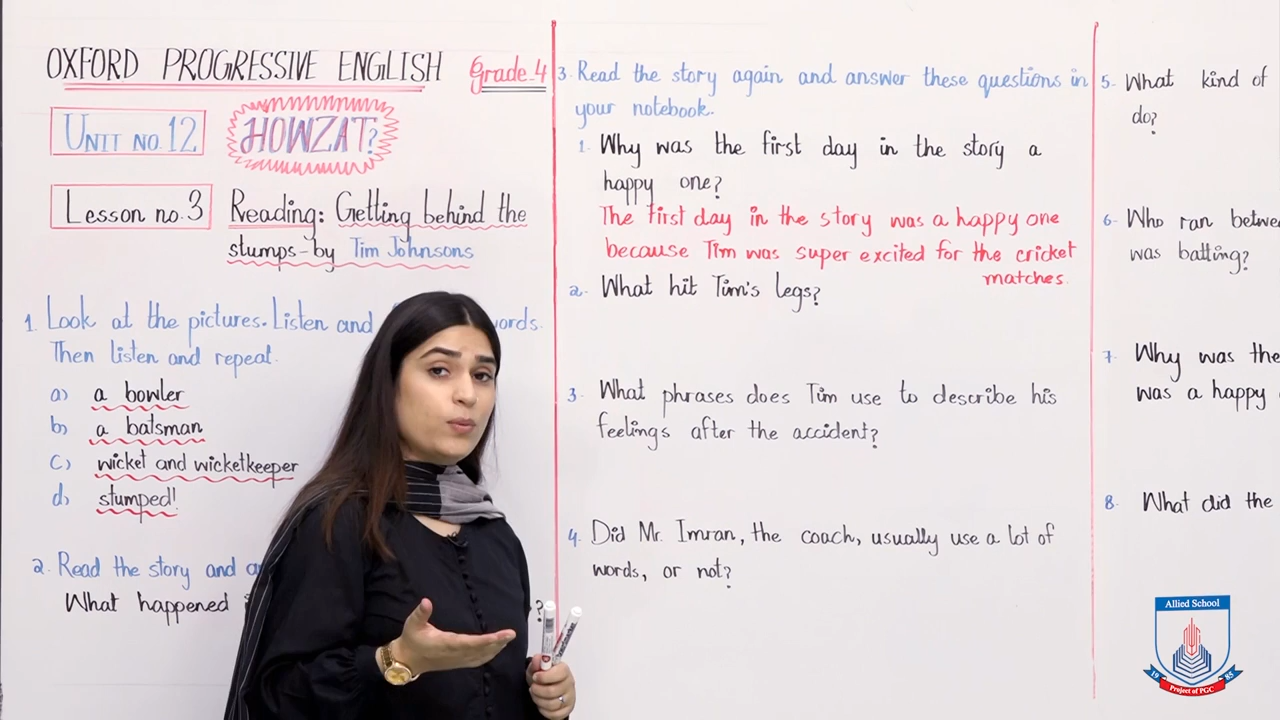 OXFORD PROGRESSIVE ENGLISH Grade-4
UNIT NO. 12 HOWZAT?
Lesson no. 3 Reading: Getting behind the
stumps - by Tim Johnsons
1. Look at the pictures. Listen and words.
Then listen and repeat.
a) a bowler
b) a batsman
c) wicket and wicketkeeper
d) stumped!
2. Read the story and
What happened ?
3. Read the story again and answer these questions in
your notebook.
1. Why was the first day in the story a
happy one?
The first day in the story was a happy one
because Tim was super excited for the cricket
matches.
2. What hit Tim's legs?
3. What phrases does Tim use to describe his
feelings after the accident?
4. Did Mr. Imran, the coach, usually use a lot of
words, or not?
5. What kind of
do?
6. Who ran betwe
was batting?
7. Why was the
was a happy
8. What did the
Allied School
1985
Project of PGC